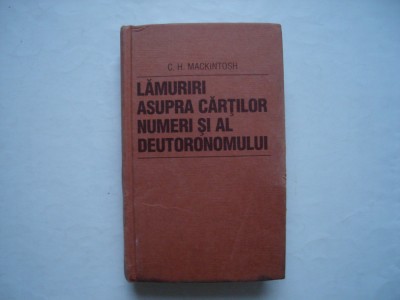 C. H. MACKINTOSH
LĂMURIRI
ASUPRA CĂRȚILOR
NUMERI ȘI AL
DEUTORONOMULUI